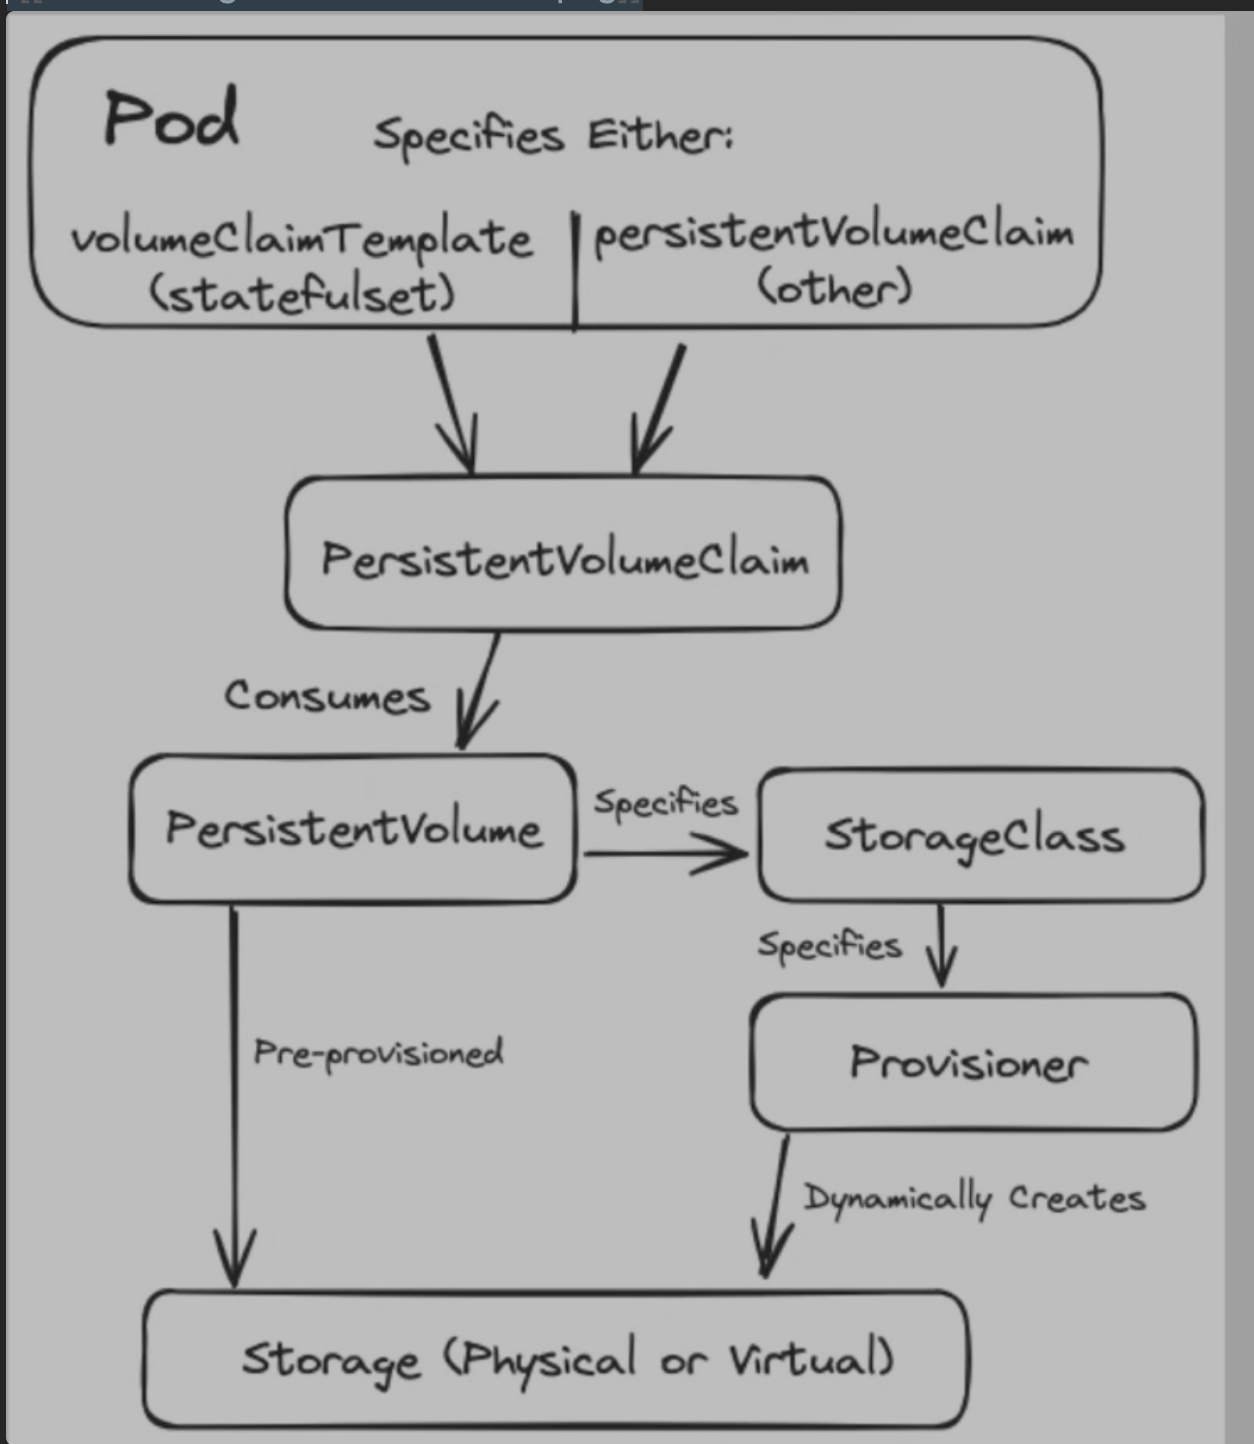 Pod
Specifies Either:
volumeClaimTemplate
(statefulset)
persistentVolumeClaim
(other)
PersistentVolumeClaim
Consumes
PersistentVolume
Specifies
StorageClass
Specifies
Provisioner
Pre-provisioned
Dynamically Creates
Storage (Physical or Virtual)